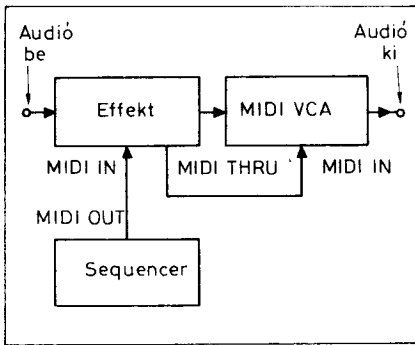 Audió
be
Audió
ki
Effekt
MIDI VCA
MIDI IN
MIDI THRU
MIDI IN
MIDI OUT
Sequencer